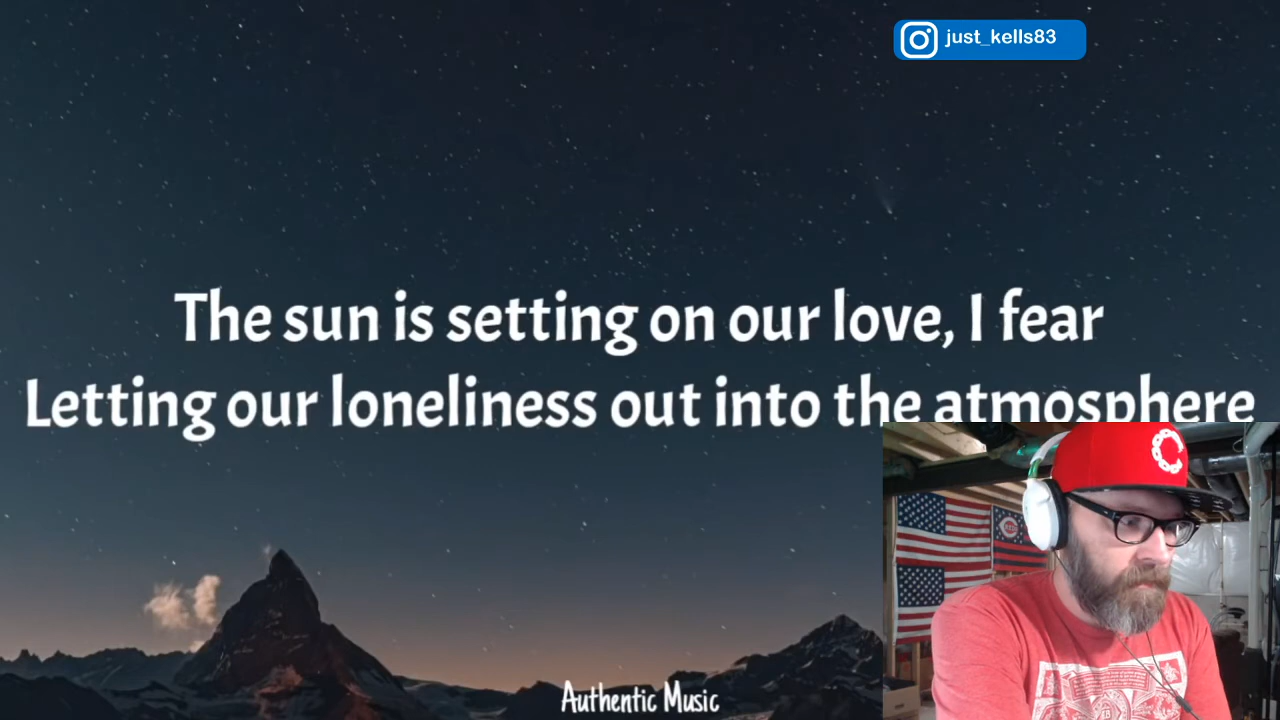 just_kells83
The sun is setting on our love, I fear
Letting our loneliness out into the atmosphere
Authentic Music